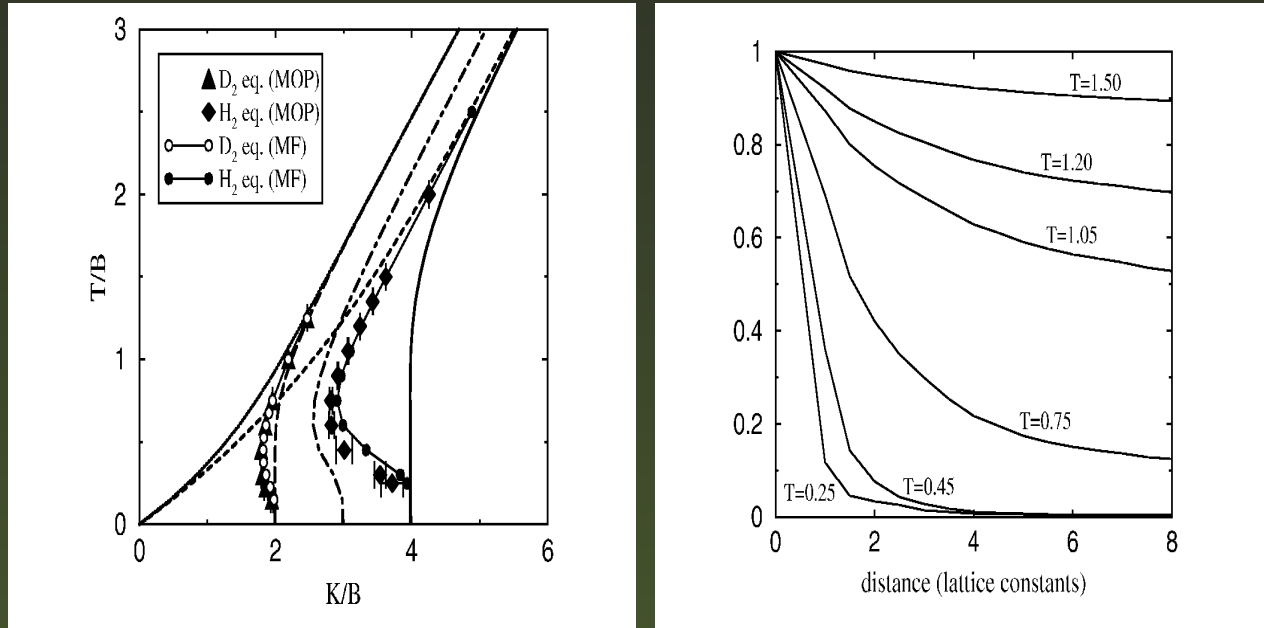 3
2
1
0
T/B
D2 eq. (MOP)
H2 eq. (MOP)
D2 eq. (MF)
H2 eq. (MF)
0
2
4
6
K/B
1
0.8
0.6
0.4
0.2
0
T=1.50
T=1.20
T=1.05
T=0.75
T=0.45
T=0.25
0
2
4
6
8
distance (lattice constants)